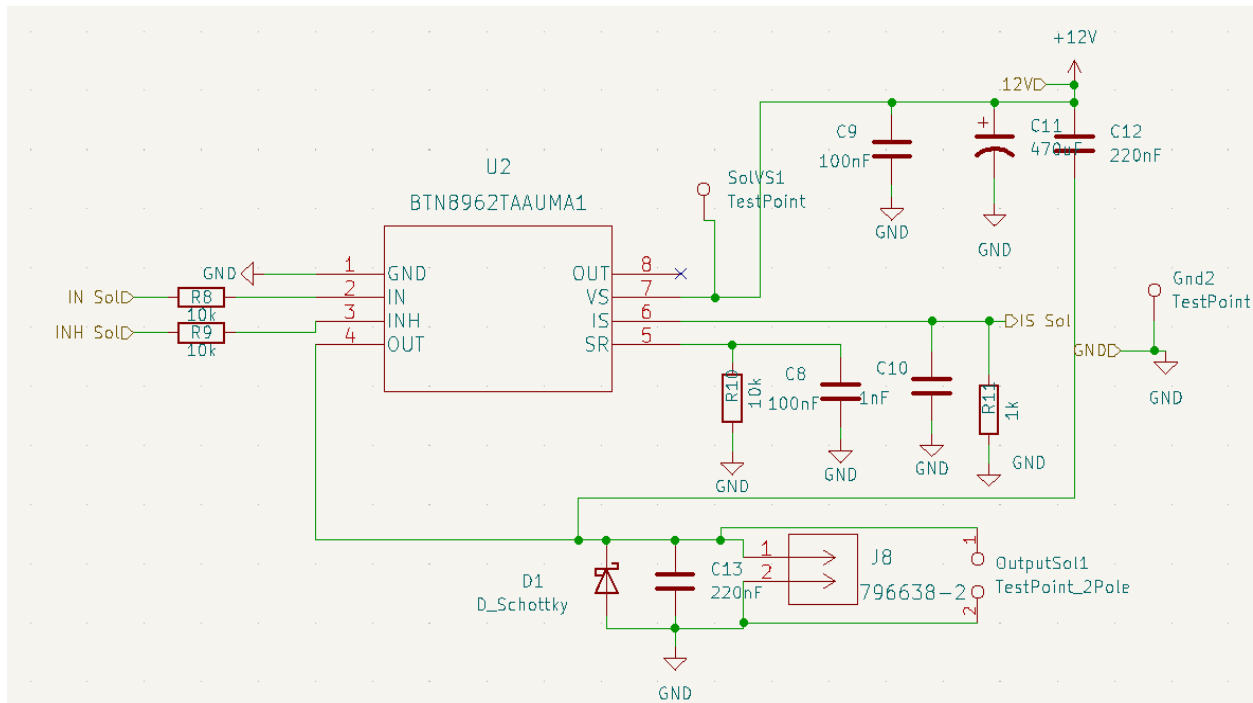 +12V
12V
C9
100nF
C11
470uF
C12
220nF
GND
GND
U2
BTN8962TAAUMA1
SolVS1
TestPoint
GND
1
GND
OUT
8
IN Sol
R8
10k
2
IN
VS
7
INH Sol
R9
10k
3
INH
IS
6
IS Sol
4
OUT
SR
5
Gnd2
TestPoint
GND
GND
R10
10k
C8
100nF
C10
1nF
R11
1k
GND
GND
GND
GND
D1
D_Schottky
C13
220nF
1
2
J8
796638-2
1
2
OutputSol1
TestPoint_2Pole
GND